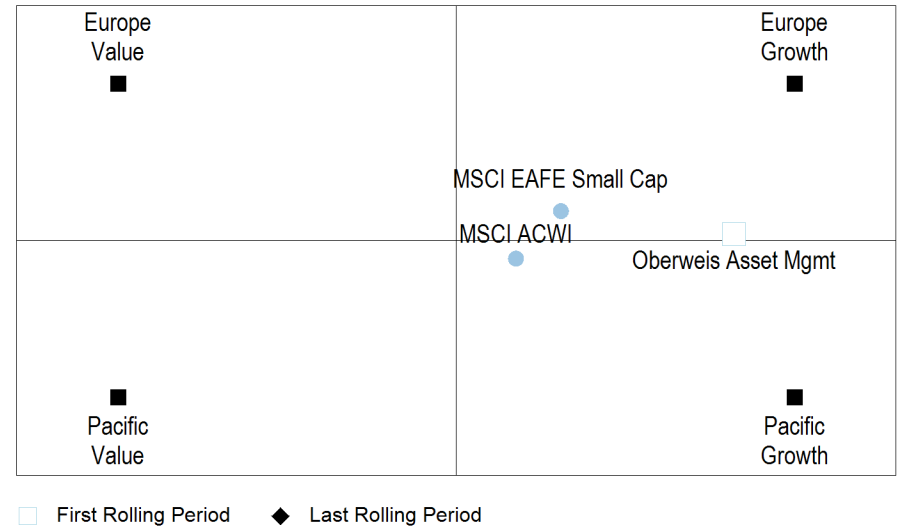 Europe
Value
Europe
Growth
MSCI EAFE Small Cap
MSCI ACWI
Oberweis Asset Mgmt
Pacific
Value
Pacific
Growth
First Rolling Period
Last Rolling Period